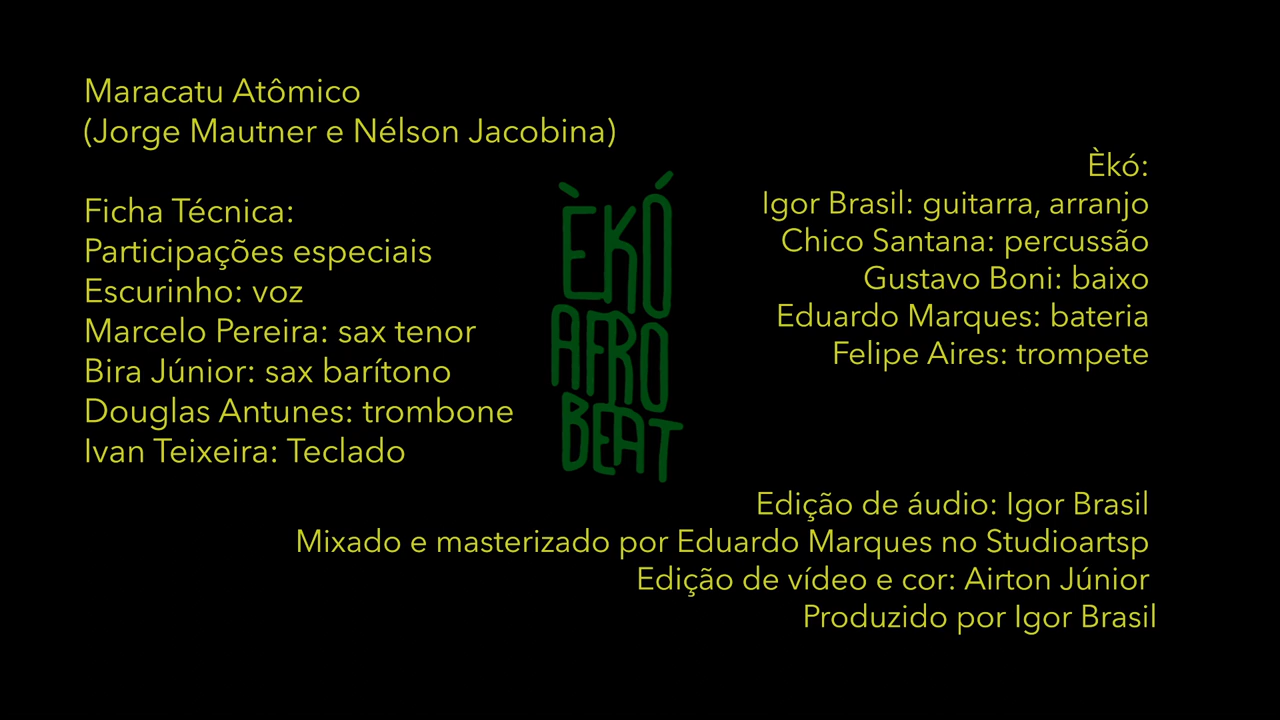 Maracatu Atômico
(Jorge Mautner e Nélson Jacobina)
Ficha Técnica:
Participações especiais
Escurinho: voz
Marcelo Pereira: sax tenor
Bira Júnior: sax barítono
Douglas Antunes: trombone
Ivan Teixeira: Teclado
ÈKÓ
AFRO
BEAT
Èkó:
Igor Brasil: guitarra, arranjo
Chico Santana: percussão
Gustavo Boni: baixo
Eduardo Marques: bateria
Felipe Aires: trompete
Edição de áudio: Igor Brasil
Mixado e masterizado por Eduardo Marques no Studioartsp
Edição de vídeo e cor: Airton Júnior
Produzido por Igor Brasil